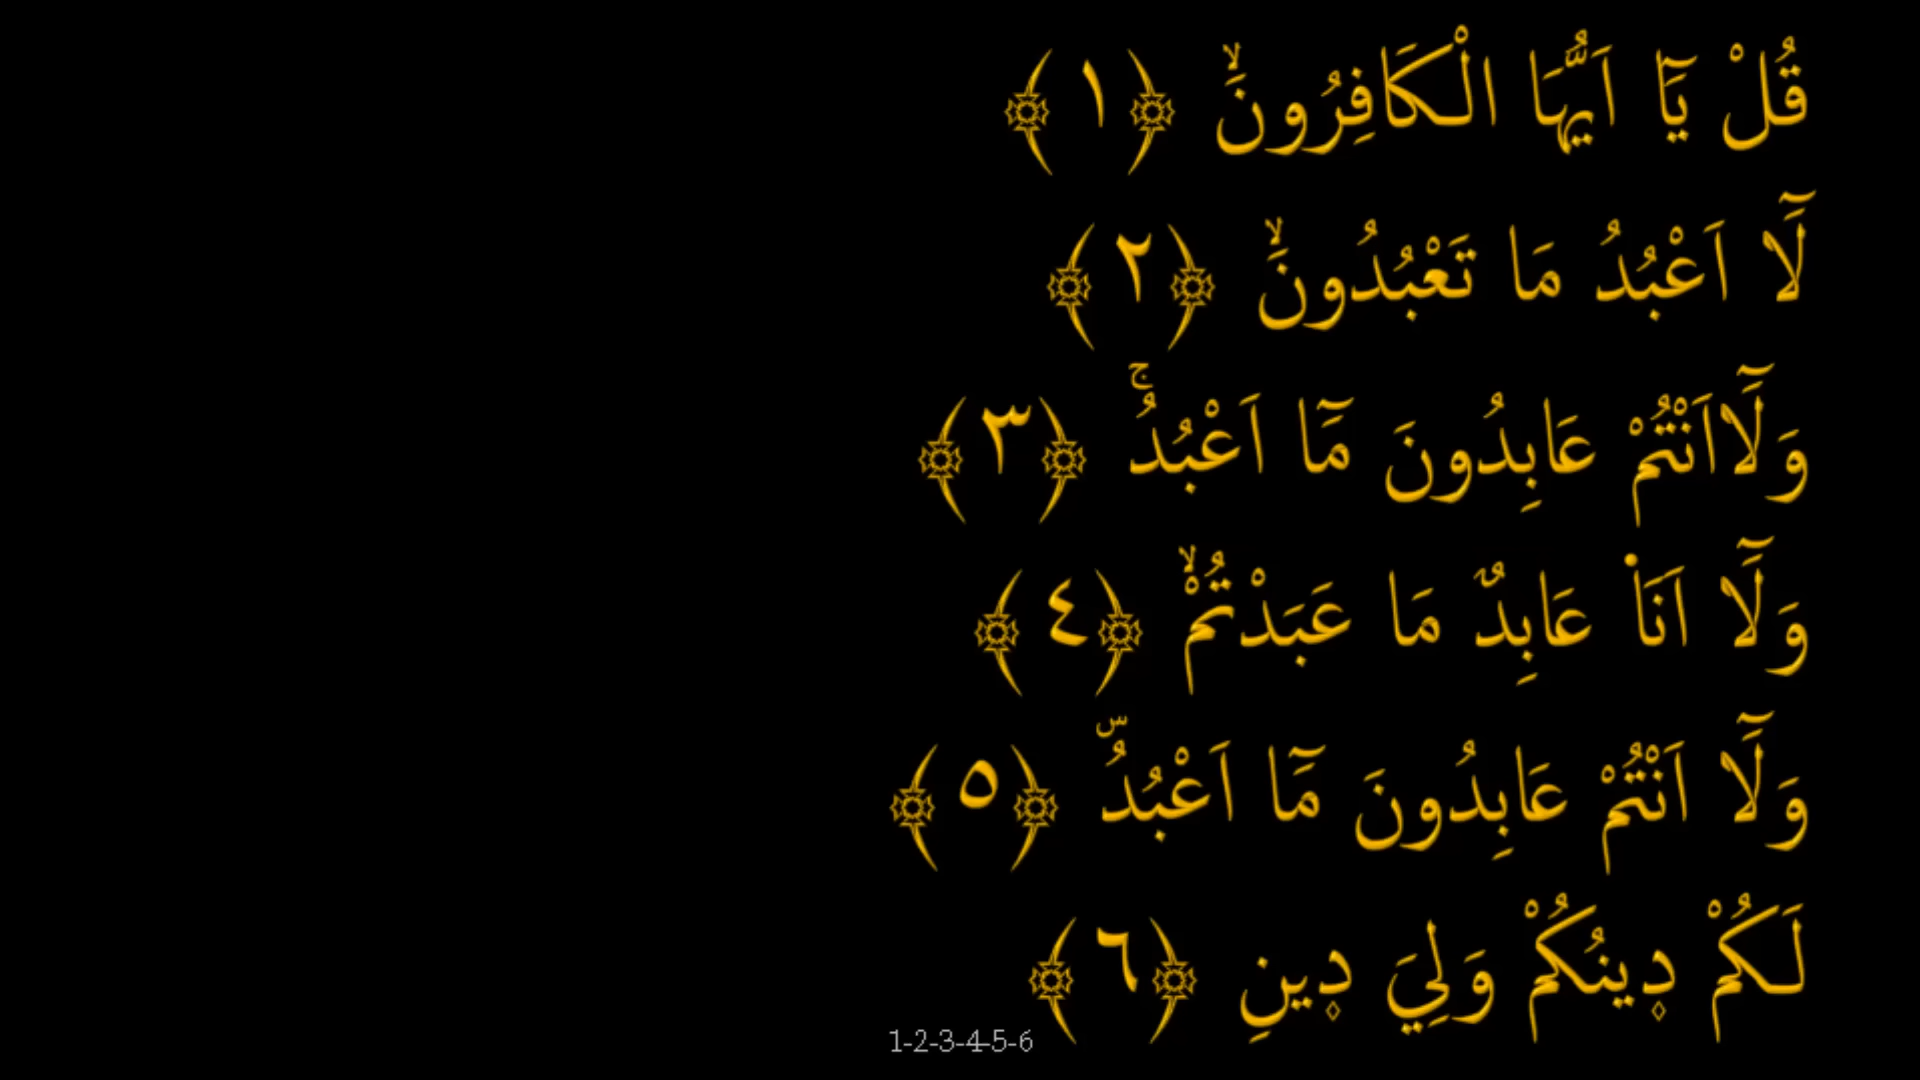 قُلْ يَٓا اَيُّهَا الْكَافِرُونَۙ ﴿١﴾
لَٓا اَعْبُدُ مَا تَعْبُدُونَۙ ﴿٢﴾
وَلَٓااَنْتُمْ عَابِدُونَ مَٓا اَعْبُدُۚ ﴿٣﴾
وَلَٓا اَنَا۬ عَابِدٌ مَا عَبَدْتُمْۙ ﴿٤﴾
وَلَٓا اَنْتُمْ عَابِدُونَ مَٓا اَعْبُدُّۜ ﴿٥﴾
لَكُمْ د۪ينُكُمْ وَلِيَ د۪ينِ ﴿٦﴾
1-2-3-4-5-6